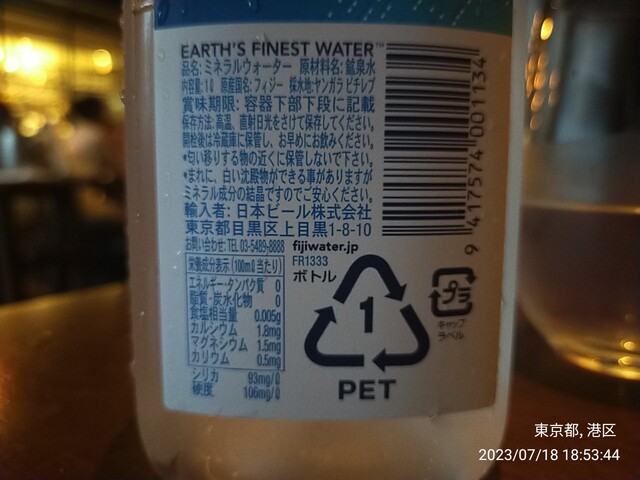 EARTH'S FINEST WATER™
品名: ミネラルウォーター 原材料名: 鉱泉水
内容量: 1ℓ 原産国名: フィジー 採水地: ヤンガラ ビチレブ
賞味期限: 容器下部下段に記載
保存方法: 高温、直射日光をさけて保存してください。
開栓後は冷蔵庫に保管し、お早めにお飲みください。
*匂い移りする物の近くに保管しないで下さい。
*まれに、白い沈殿物ができる事がありますが
ミネラル成分の結晶ですのでご安心ください。
輸入者: 日本ビール株式会社
東京都目黒区上目黒1-8-10
お問い合わせ: TEL 03-5489-8888 fijiwater.jp
栄養成分表示 (100mℓ当たり)
エネルギー・タンパク質 0
脂質・炭水化物 0
食塩相当量 0.005g
カルシウム 1.8mg
マグネシウム 1.5mg
カリウム 0.5mg
シリカ 93mg/ℓ
硬度 106mg/ℓ
FR1333
ボトル
1
PET
プラ
キャップ
ラベル
9 417574 001134
東京都, 港区
2023/07/18 18:53:44